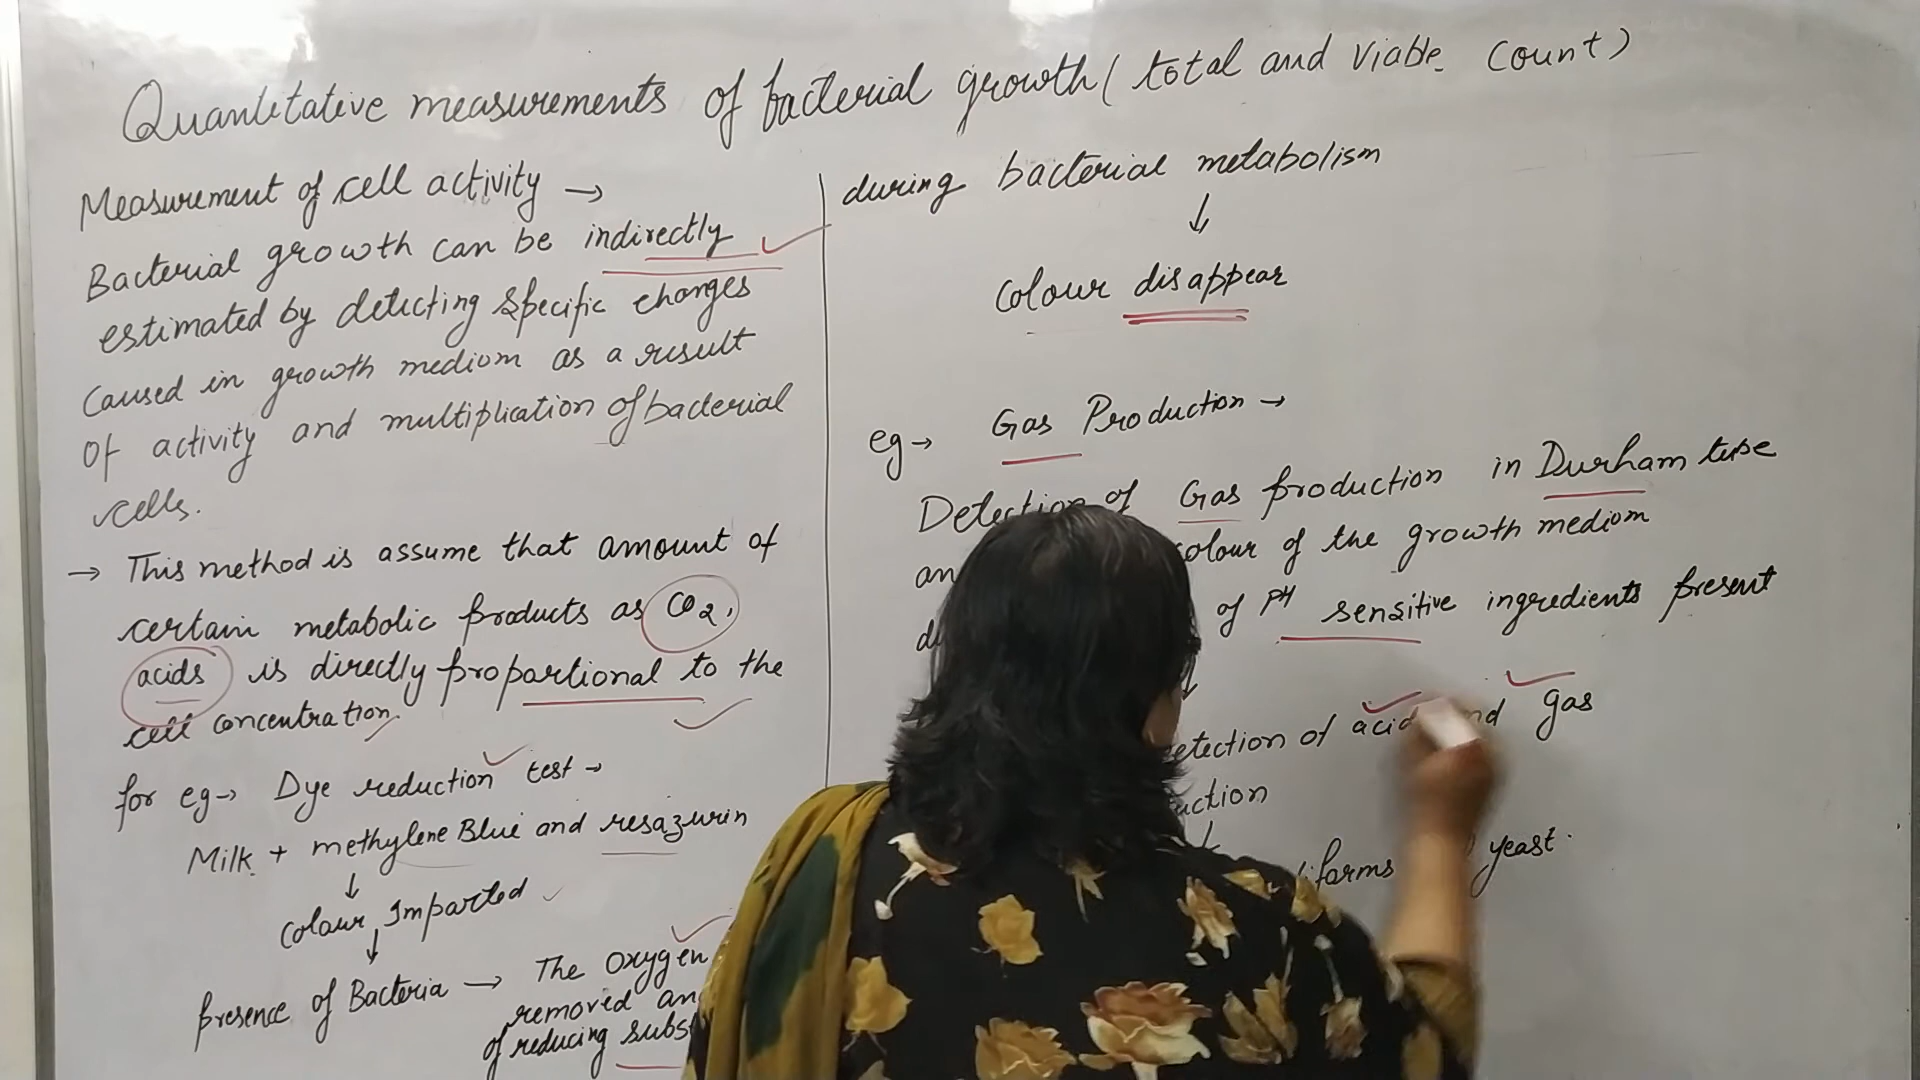 Quantitative measurements of bacterial growth ( total and viable count )
Measurement of cell activity →
Bacterial growth can be indirectly
estimated by detecting specific changes
caused in growth medium as a result
of activity and multiplication of bacterial
cells.
→ This method is assume that amount of
certain metabolic products as CO2,
acids is directly propartional to the
cell concentration.
for eg→ Dye reduction test →
Milk + methylene Blue and resazurin
↓
colour Imparted
↓
presence of Bacteria → The Oxygen
removed an
of reducing subst
during bacterial metabolism
↓
Colour disappear
eg→ Gas Production →
Detection of Gas production in Durham tube
an colour of the growth medium
of PH sensitive ingredients present
↓
etection of acid nd gas
uction
↓
yeast.